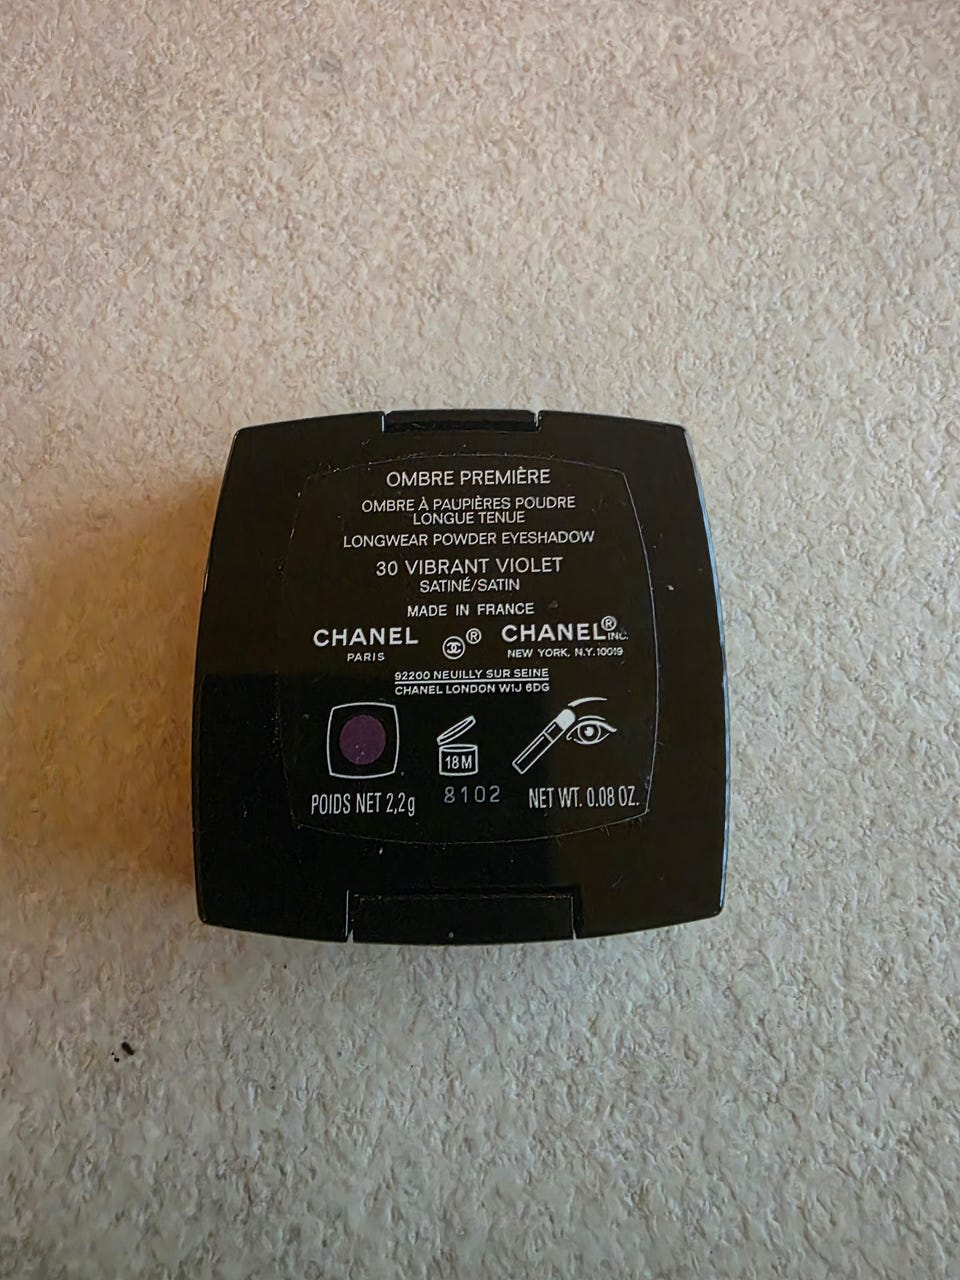 OMBRE PREMIÈRE
OMBRE À PAUPIÈRES POUDRE
LONGUE TENUE
LONGWEAR POWDER EYESHADOW
30 VIBRANT VIOLET
SATINÉ/SATIN
MADE IN FRANCE
CHANEL ® CHANEL® INC.
PARIS NEW YORK, N.Y. 10019
92200 NEUILLY SUR SEINE
CHANEL LONDON W1J 6DG
18M
POIDS NET 2,2g 8102 NET WT. 0.08 OZ.